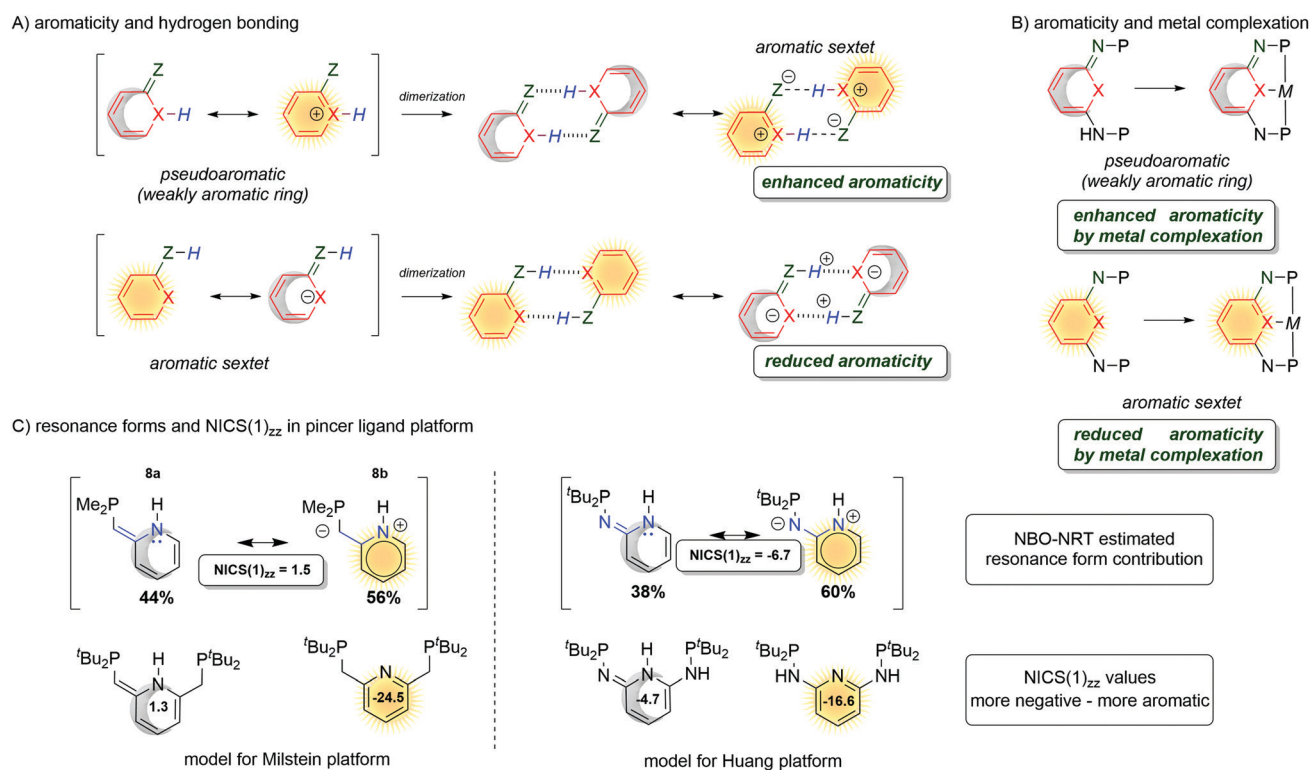 A) aromaticity and hydrogen bonding
Z
X
H
Z
X
H
pseudoaromatic
(weakly aromatic ring)
dimerization
Z
H
X
X
H
Z
aromatic sextet
Z
H
X
X
H
Z
enhanced aromaticity
Z
H
X
Z
H
X
aromatic sextet
dimerization
Z
H
X
X
H
Z
Z
H
X
X
H
Z
reduced aromaticity
B) aromaticity and metal complexation
N–P
X
HN–P
N–P
X
M
N–P
pseudoaromatic
(weakly aromatic ring)
enhanced aromaticity
by metal complexation
N–P
X
N–P
N–P
X
M
N–P
aromatic sextet
reduced aromaticity
by metal complexation
C) resonance forms and NICS(1)zz in pincer ligand platform
8a
Me2P
H
N
44%
NICS(1)zz = 1.5
8b
Me2P
H
N
56%
tBu2P
N
H
N
38%
NICS(1)zz = -6.7
tBu2P
N
H
N
60%
NBO-NRT estimated
resonance form contribution
tBu2P
H
N
PtBu2
1.3
tBu2P
N
PtBu2
-24.5
model for Milstein platform
tBu2P
N
H
N
PtBu2
NH
-4.7
tBu2P
HN
N
PtBu2
NH
-16.6
model for Huang platform
NICS(1)zz values
more negative - more aromatic